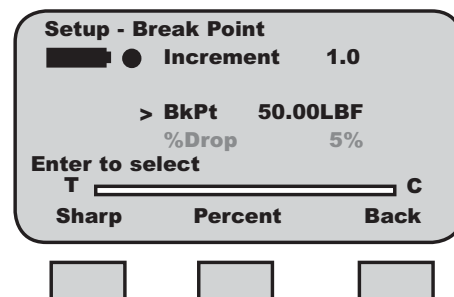 Setup - Break Point
Increment 1.0
> BkPt 50.00LBF
%Drop 5%
Enter to select
T C
Sharp Percent Back